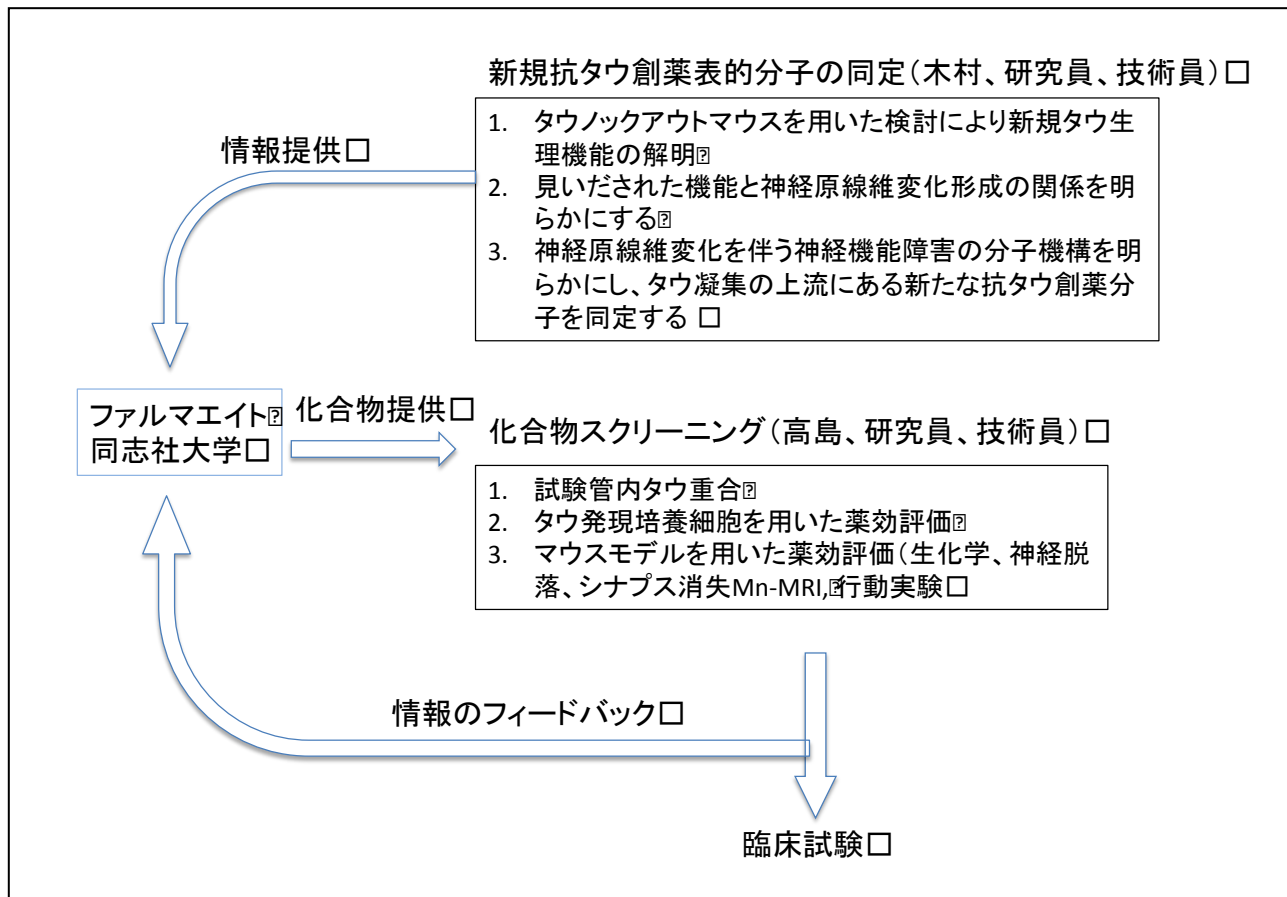 新規抗タウ創薬表的分子の同定（木村、研究員、技術員）□
1. タウノックアウトマウスを用いた検討により新規タウ生
理機能の解明⍰
2. 見いだされた機能と神経原線維変化形成の関係を明
らかにする⍰
3. 神経原線維変化を伴う神経機能障害の分子機構を明
らかにし、タウ凝集の上流にある新たな抗タウ創薬分
子を同定する □
情報提供□
ファルマエイト⍰
同志社大学□
化合物提供□
化合物スクリーニング（高島、研究員、技術員）□
1. 試験管内タウ重合⍰
2. タウ発現培養細胞を用いた薬効評価⍰
3. マウスモデルを用いた薬効評価（生化学、神経脱
落、シナプス消失Mn-MRI,⍰行動実験□
情報のフィードバック□
臨床試験□